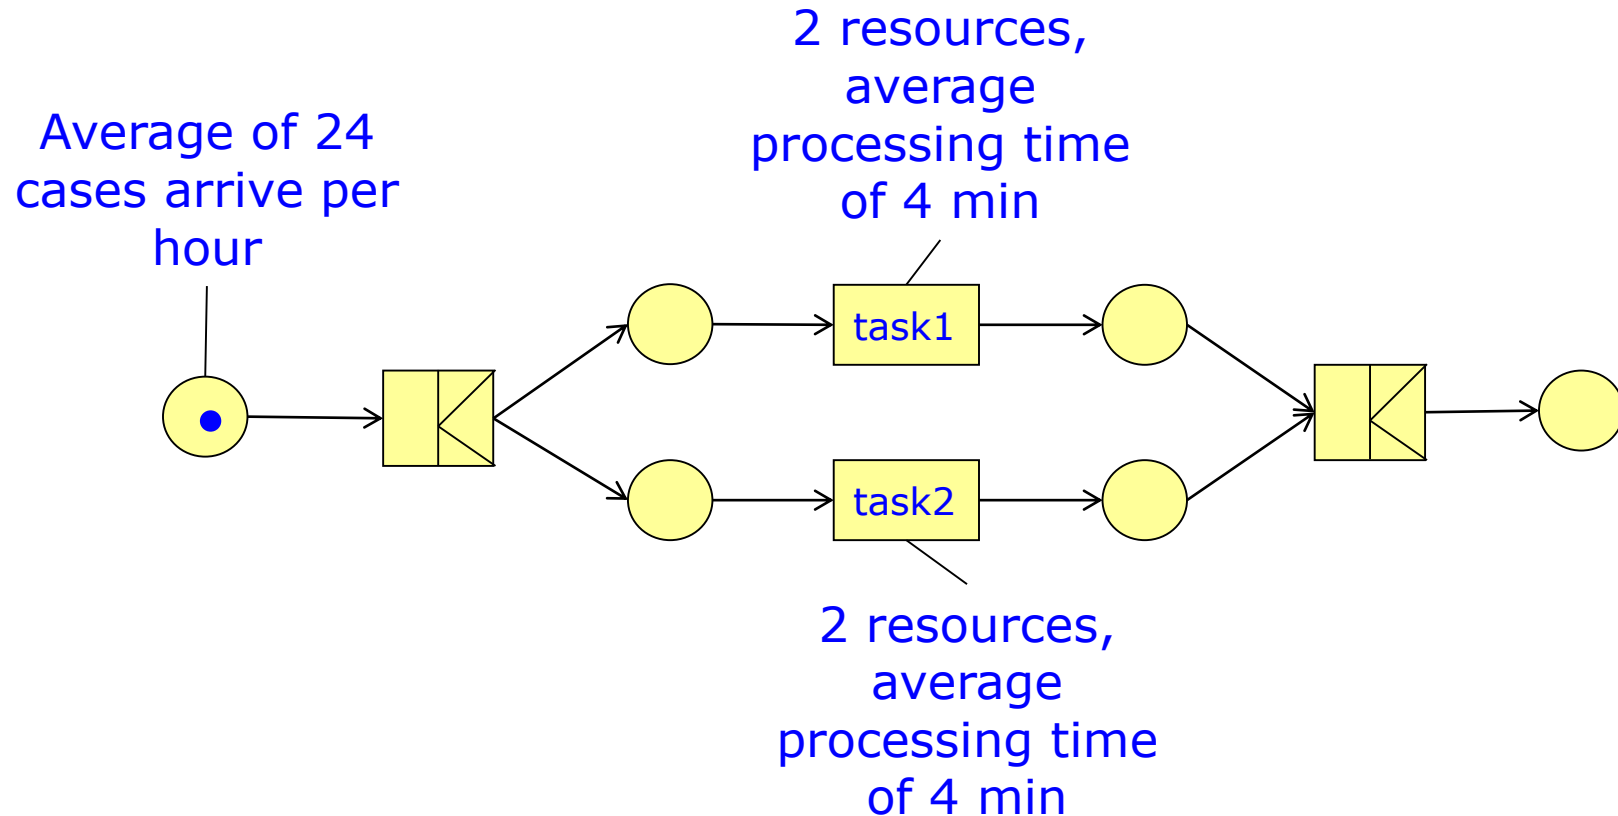 2 resources,
average
processing time
of 4 min
Average of 24
cases arrive per
hour
task1
task2
2 resources,
average
processing time
of 4 min